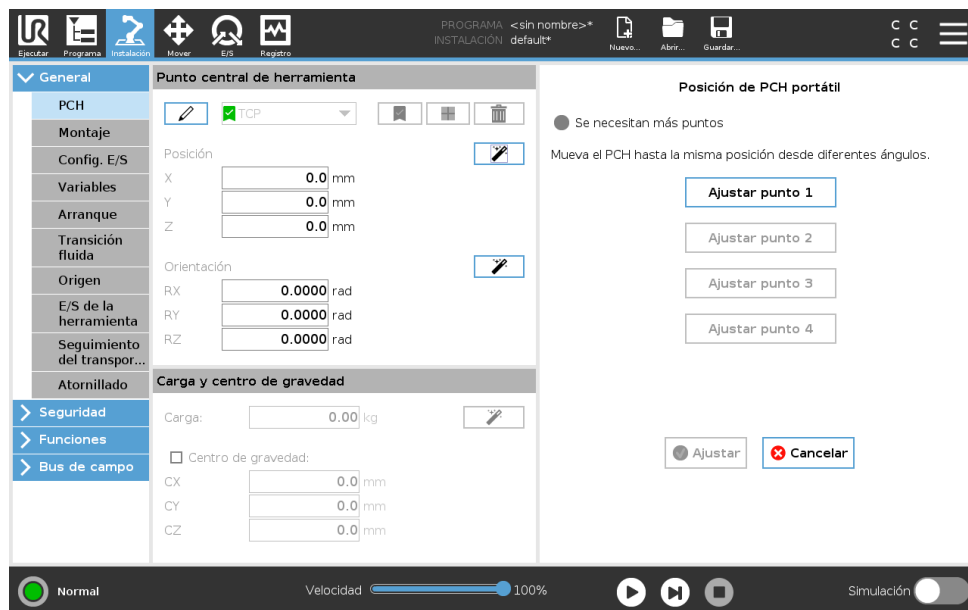 PROGRAMA <sin nombre>*
INSTALACIÓN default*
C C
C C
Ejecutar
Programa
Instalación
Mover
E/S
Registro
Nuevo...
Abrir...
Guardar...
General
PCH
Montaje
Config. E/S
Variables
Arranque
Transición
fluida
Origen
E/S de la
herramienta
Seguimiento
del transpor...
Atornillado
Seguridad
Funciones
Bus de campo
Punto central de herramienta
TCP
Posición
X 0.0 mm
Y 0.0 mm
Z 0.0 mm
Orientación
RX 0.0000 rad
RY 0.0000 rad
RZ 0.0000 rad
Carga y centro de gravedad
Carga: 0.00 kg
Centro de gravedad:
CX 0.0 mm
CY 0.0 mm
CZ 0.0 mm
Posición de PCH portátil
Se necesitan más puntos
Mueva el PCH hasta la misma posición desde diferentes ángulos.
Ajustar punto 1
Ajustar punto 2
Ajustar punto 3
Ajustar punto 4
Ajustar
Cancelar
Normal
Velocidad 100%
Simulación